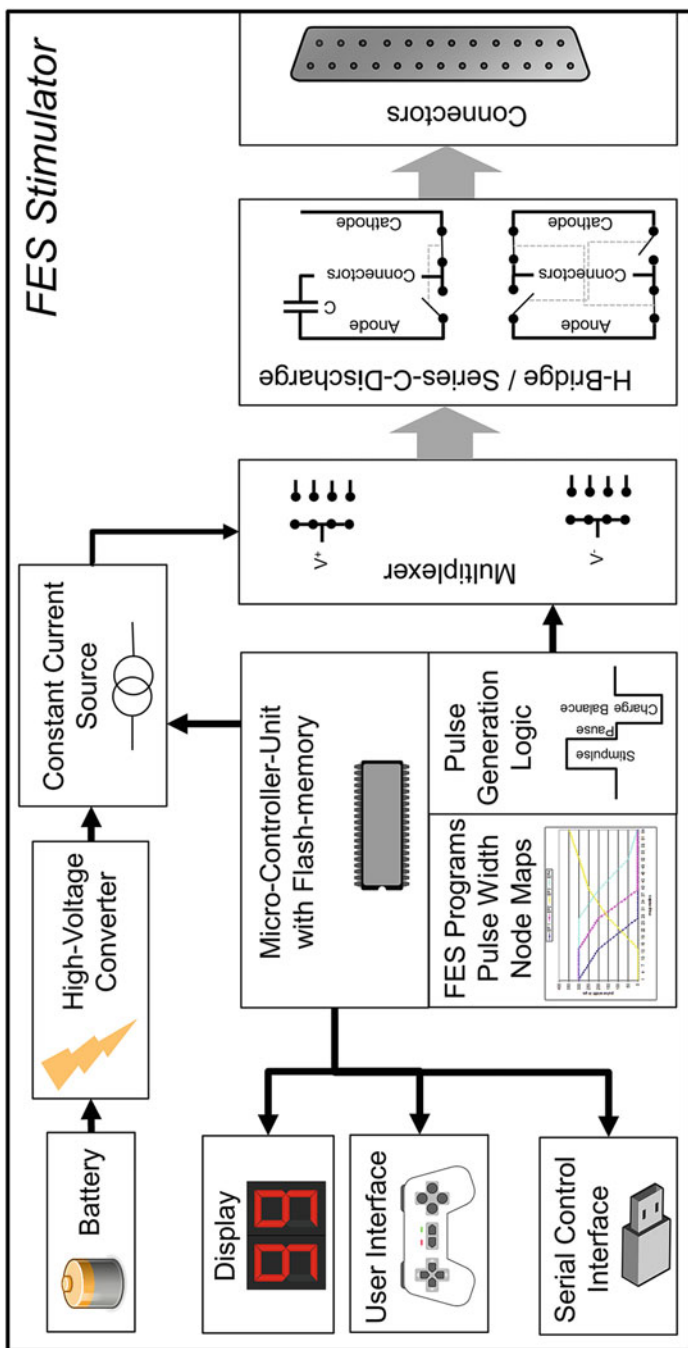 FES Stimulator
Battery
High-Voltage
Converter
Constant Current
Source
Display
User Interface
Serial Control
Interface
Micro-Controller-Unit
with Flash-memory
FES Programs
Pulse Width
Node Maps
Pulse
Generation
Logic
Stimpulse
Pause
Charge Balance
Multiplexer
V+
V-
H-Bridge / Series-C-Discharge
Anode
C
Connectors
Cathode
Anode
Connectors
Cathode
Connectors